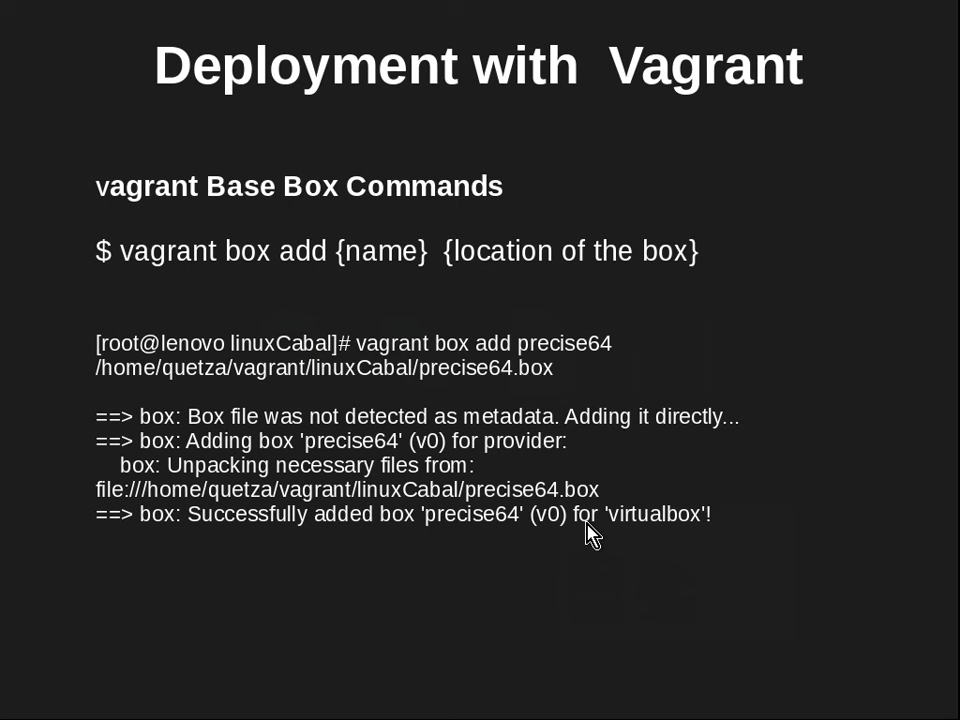 Deployment with  Vagrant
vagrant Base Box Commands
$ vagrant box add {name}  {location of the box}
[root@lenovo linuxCabal]# vagrant box add precise64
/home/quetza/vagrant/linuxCabal/precise64.box
==> box: Box file was not detected as metadata. Adding it directly...
==> box: Adding box 'precise64' (v0) for provider:
    box: Unpacking necessary files from:
file:///home/quetza/vagrant/linuxCabal/precise64.box
==> box: Successfully added box 'precise64' (v0) for 'virtualbox'!